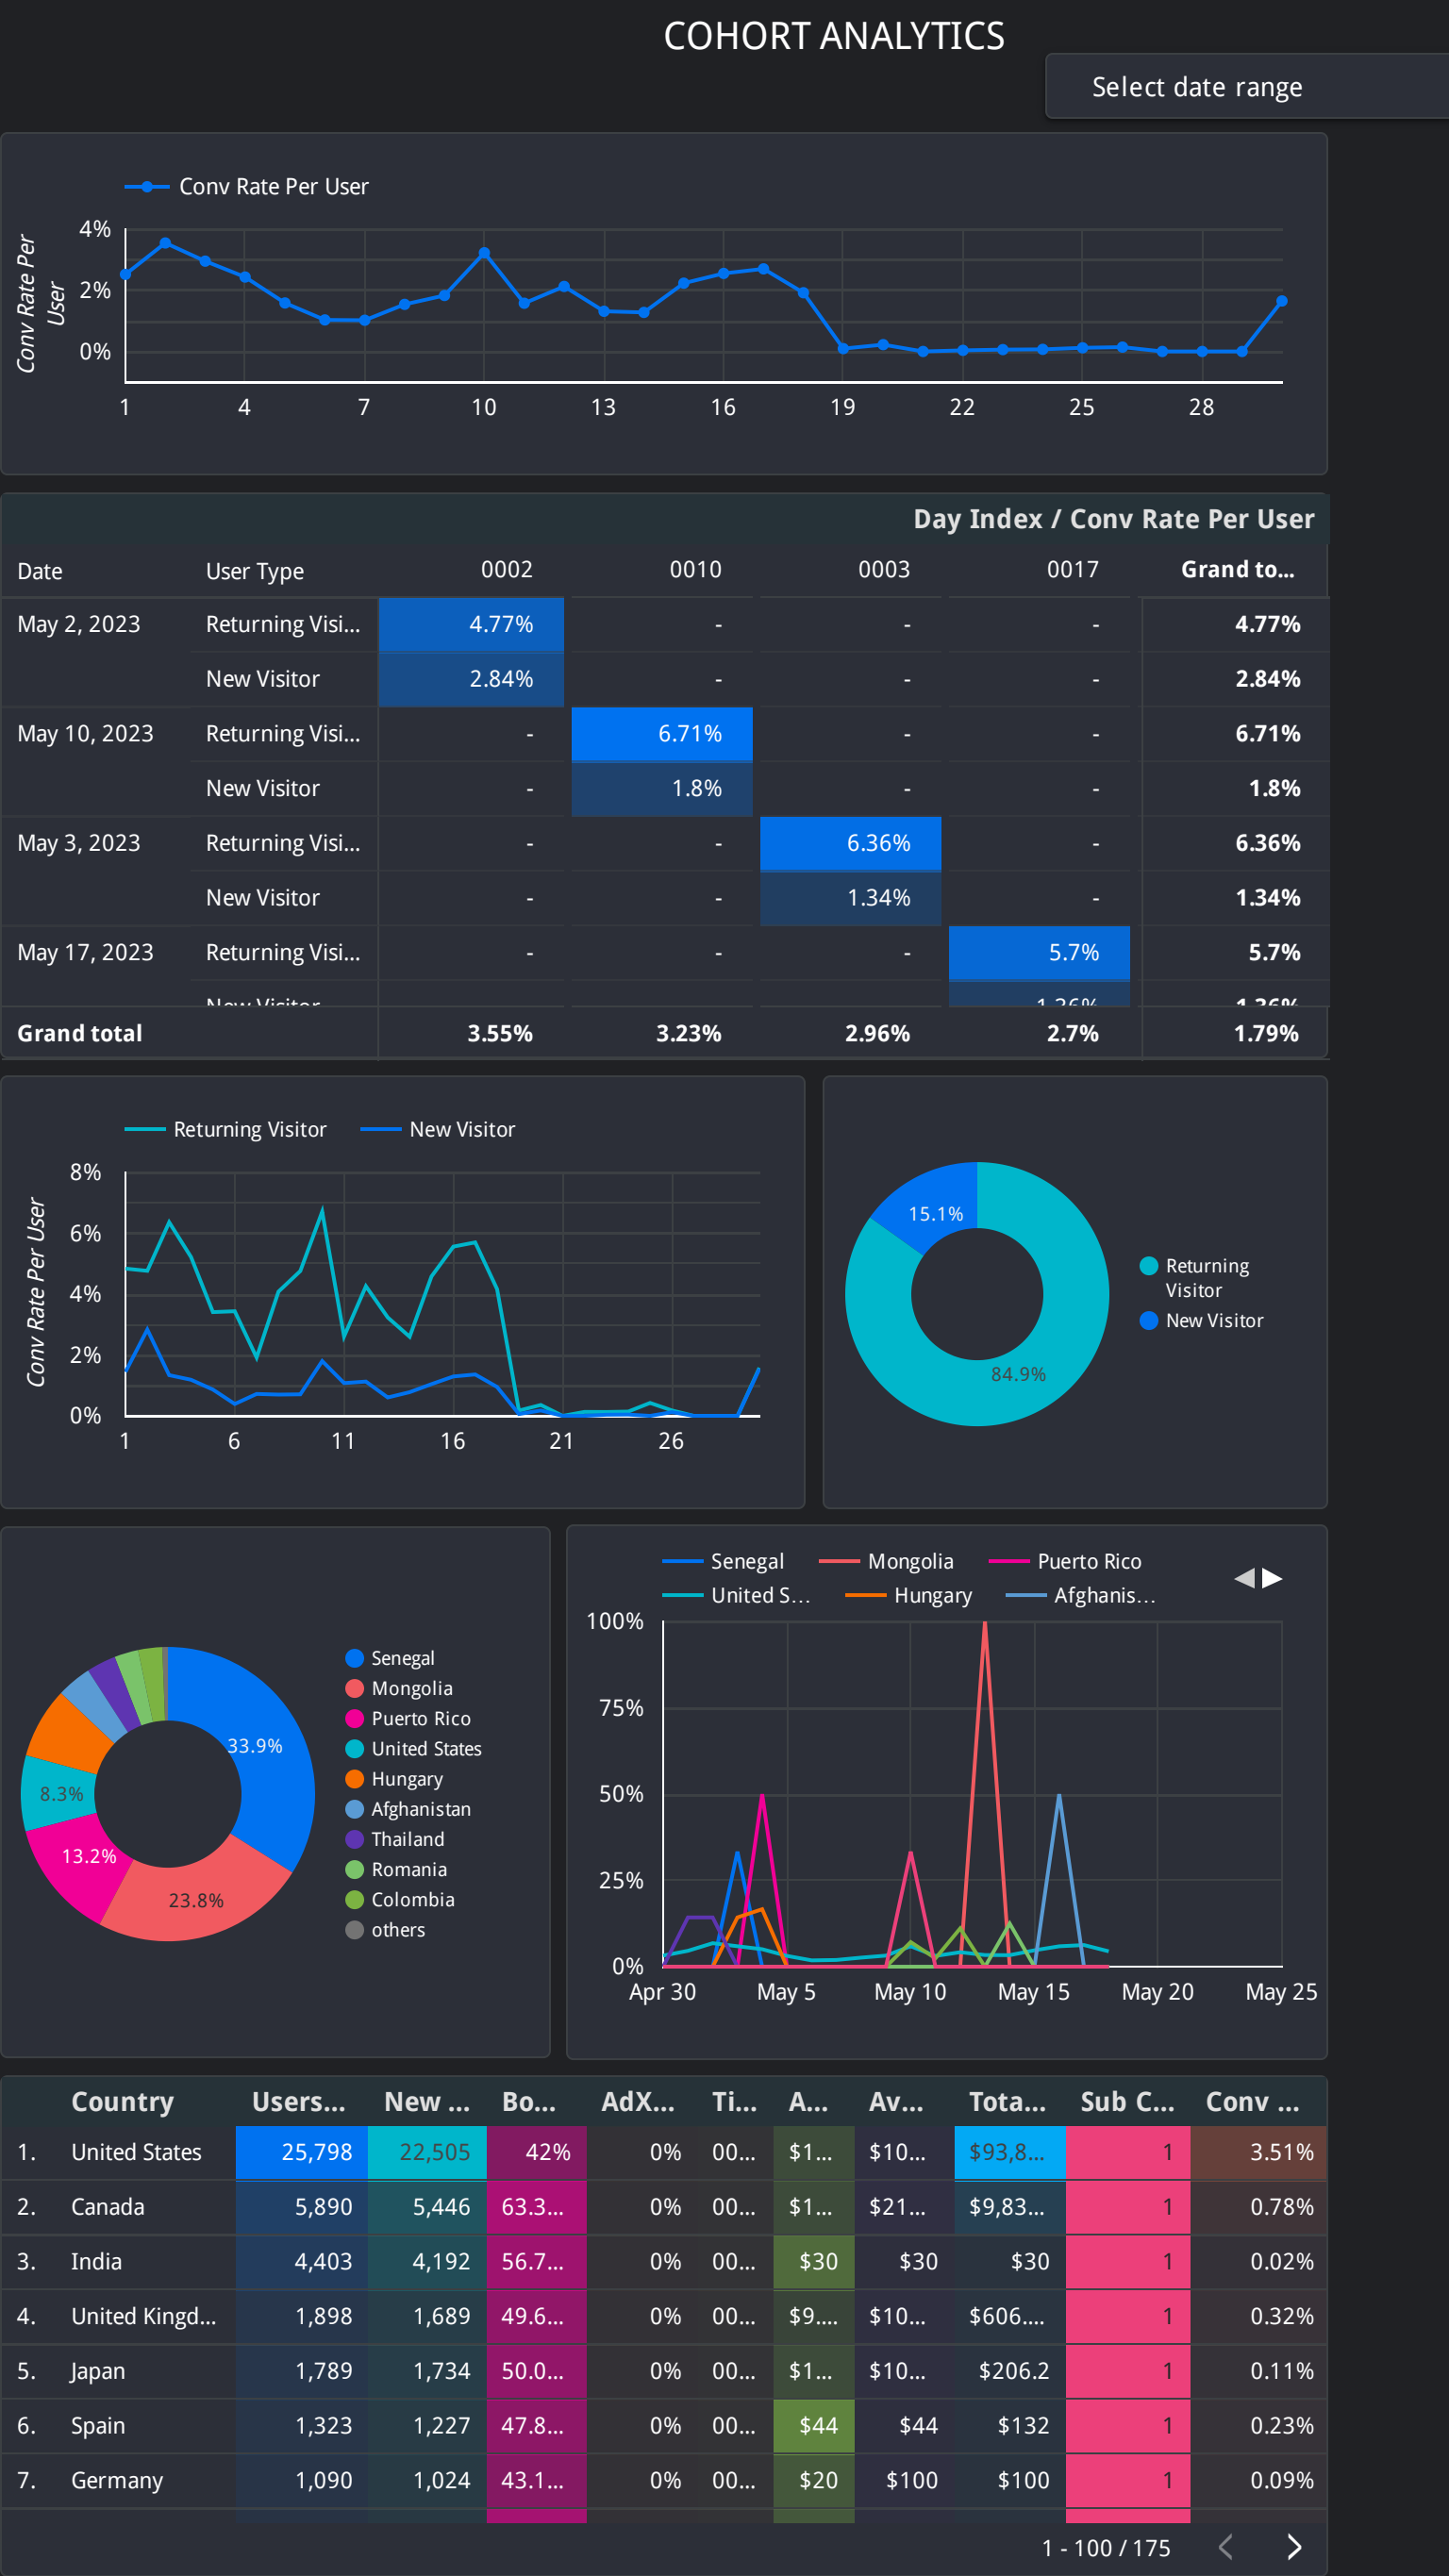 COHORT ANALYTICS
Select date range
Conv Rate Per User
Conv Rate Per
User
4%
2%
0%
1 4 7 10 13 16 19 22 25 28
Day Index / Conv Rate Per User
Date User Type 0002 0010 0003 0017 Grand to...
May 2, 2023 Returning Visi... 4.77% - - - 4.77%
New Visitor 2.84% - - - 2.84%
May 10, 2023 Returning Visi... - 6.71% - - 6.71%
New Visitor - 1.8% - - 1.8%
May 3, 2023 Returning Visi... - - 6.36% - 6.36%
New Visitor - - 1.34% - 1.34%
May 17, 2023 Returning Visi... - - - 5.7% 5.7%
New Visitor 1.36% 1.36%
Grand total 3.55% 3.23% 2.96% 2.7% 1.79%
Returning Visitor New Visitor
Conv Rate Per User
8%
6%
4%
2%
0%
1 6 11 16 21 26
15.1%
84.9%
Returning
Visitor
New Visitor
33.9%
8.3%
13.2%
23.8%
Senegal
Mongolia
Puerto Rico
United States
Hungary
Afghanistan
Thailand
Romania
Colombia
others
Senegal Mongolia Puerto Rico
United S... Hungary Afghanis...
100%
75%
50%
25%
0%
Apr 30 May 5 May 10 May 15 May 20 May 25
Country Users... New ... Bo... AdX... Ti... A... Av... Tota... Sub C... Conv ...
1. United States 25,798 22,505 42% 0% 00... $1... $10... $93,8... 1 3.51%
2. Canada 5,890 5,446 63.3... 0% 00... $1... $21... $9,83... 1 0.78%
3. India 4,403 4,192 56.7... 0% 00... $30 $30 $30 1 0.02%
4. United Kingd... 1,898 1,689 49.6... 0% 00... $9.... $10... $606.... 1 0.32%
5. Japan 1,789 1,734 50.0... 0% 00... $1... $10... $206.2 1 0.11%
6. Spain 1,323 1,227 47.8... 0% 00... $44 $44 $132 1 0.23%
7. Germany 1,090 1,024 43.1... 0% 00... $20 $100 $100 1 0.09%
1 - 100 / 175